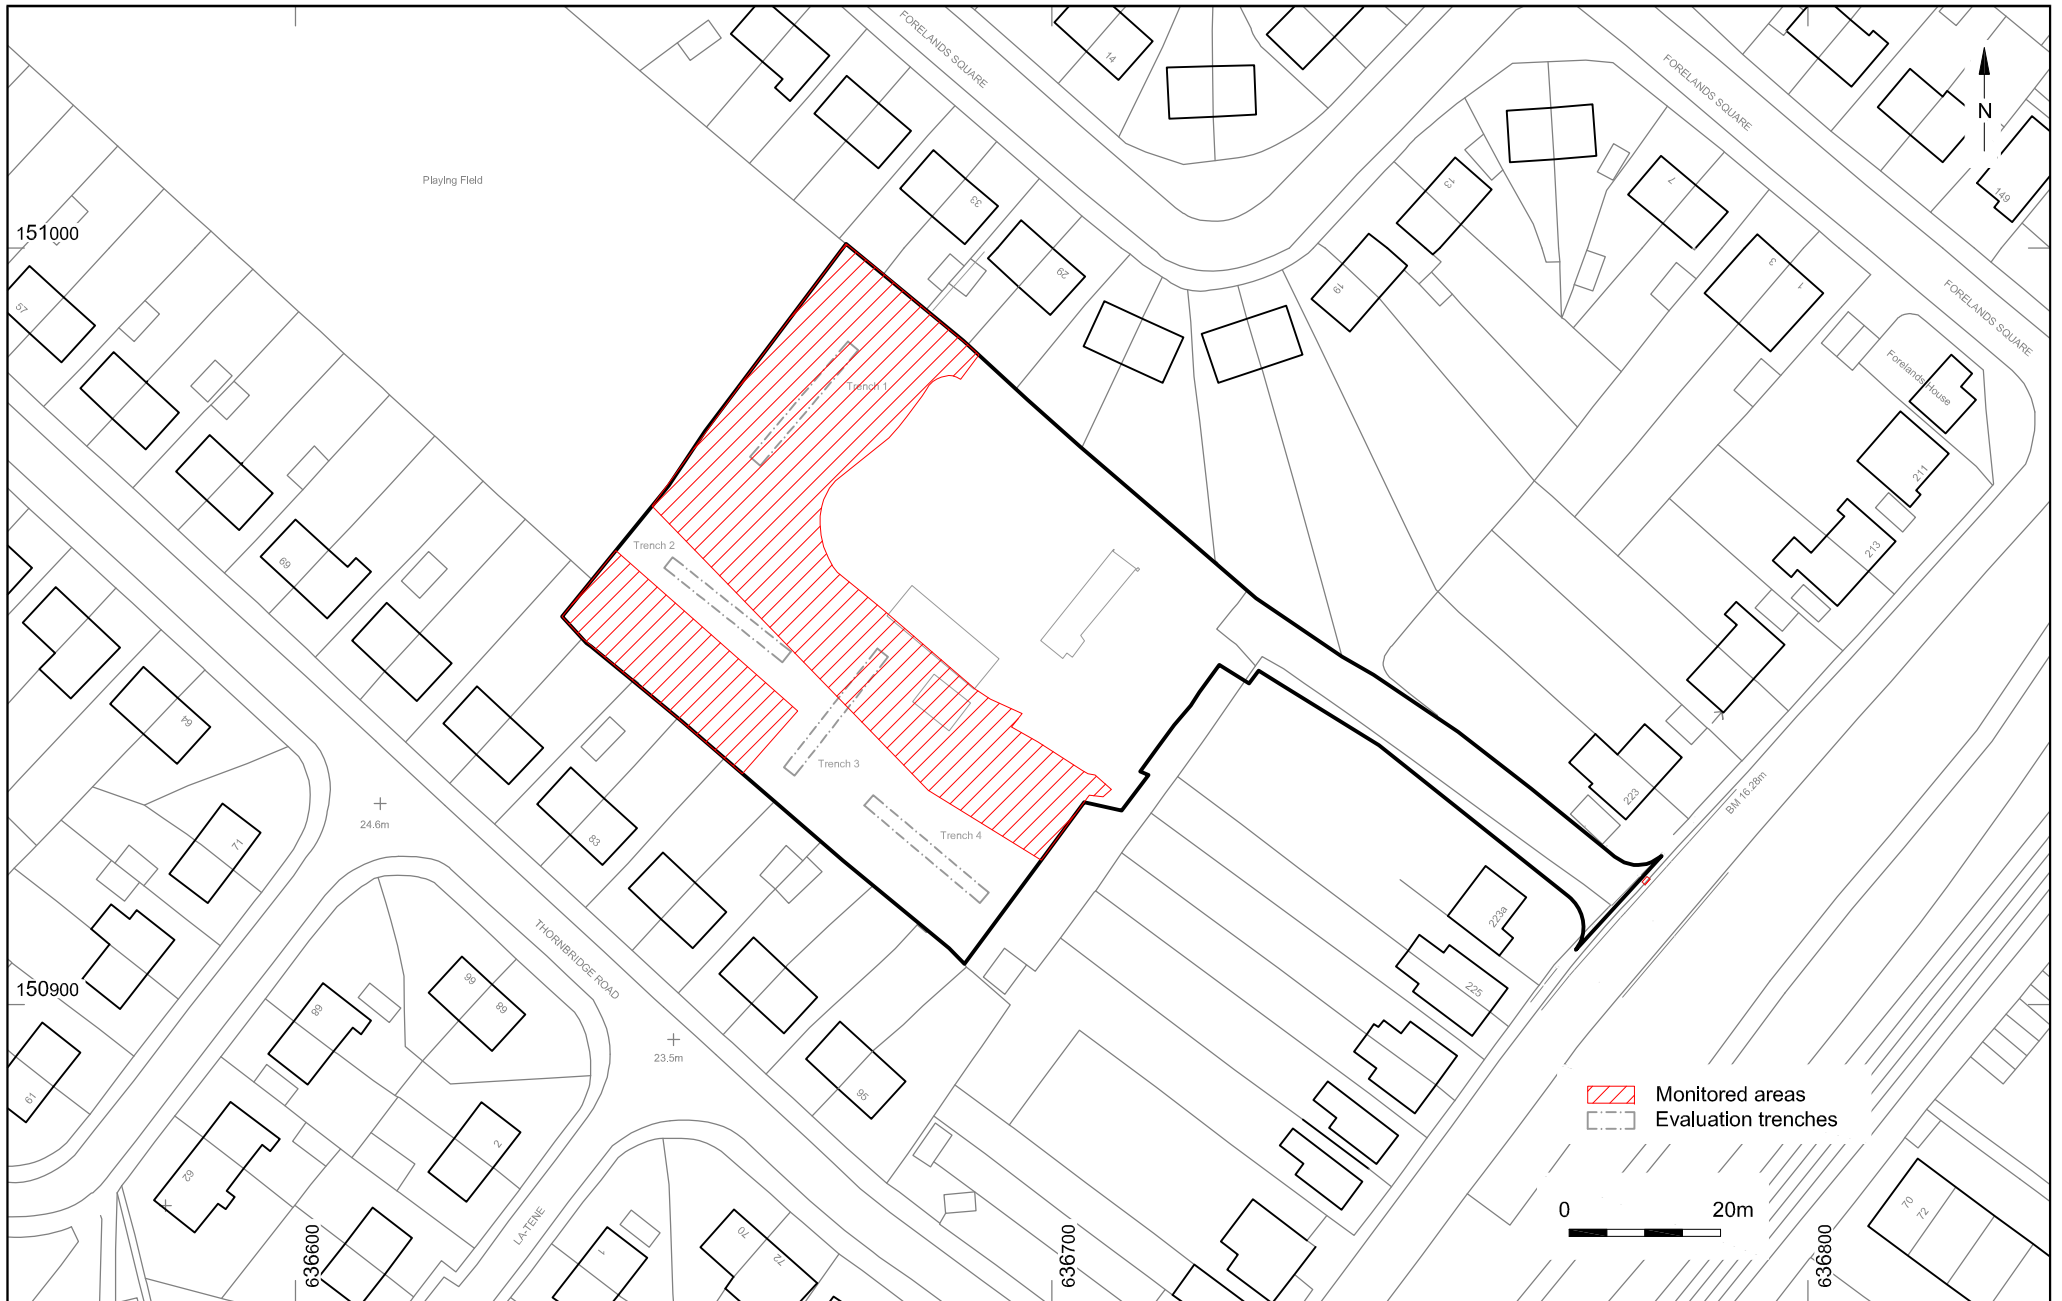 FORELANDS SQUARE
14
FORELANDS SQUARE
N
149
Playing Field
33
13
7
151000
29
19
3
1
FORELANDS SQUARE
57
Forelands House
Trench 1
211
69
Trench 2
213
64
Trench 3
223
BM 16.28m
24.6m
71
83
Trench 4
223a
THORNBRIDGE ROAD
225
150900
99
89
68
23.5m
95
61
Monitored areas
Evaluation trenches
2
62
LA-TENE
1
70
72
70
72
0
20m
636600
636700
636800